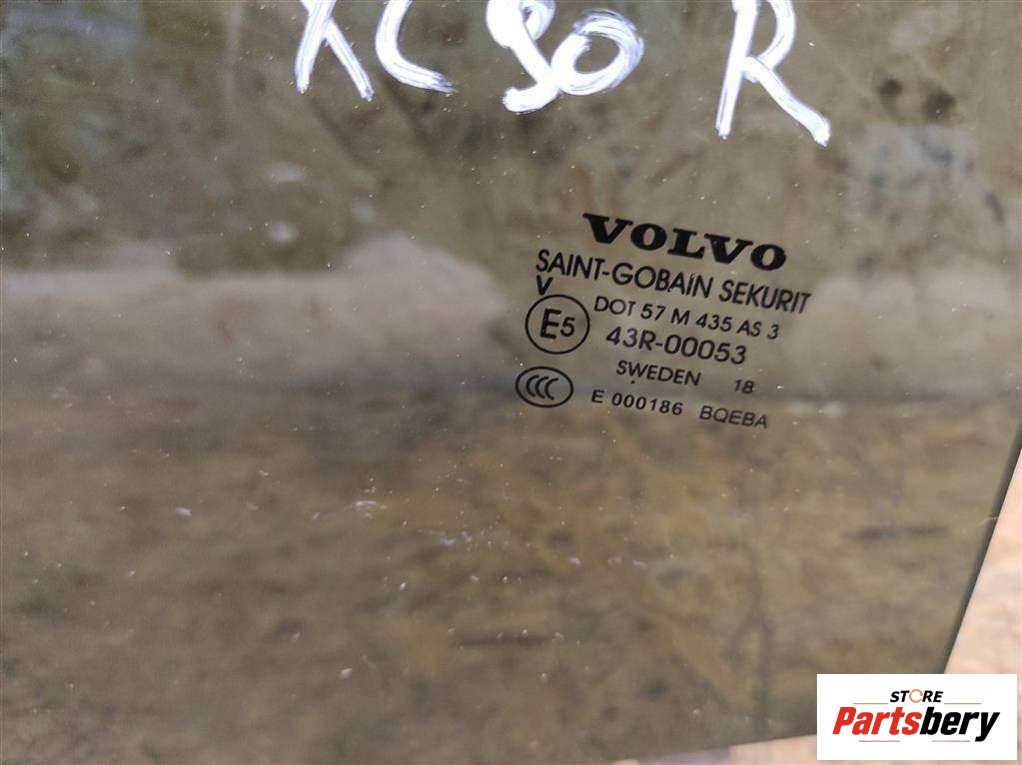 XC90 R
VOLVO
SAINT-GOBAIN SEKURIT
V
DOT 57 M 435 AS 3
E5
43R-00053
SWEDEN 18
CCC
E 000186 BQEBA
STORE
Partsbery